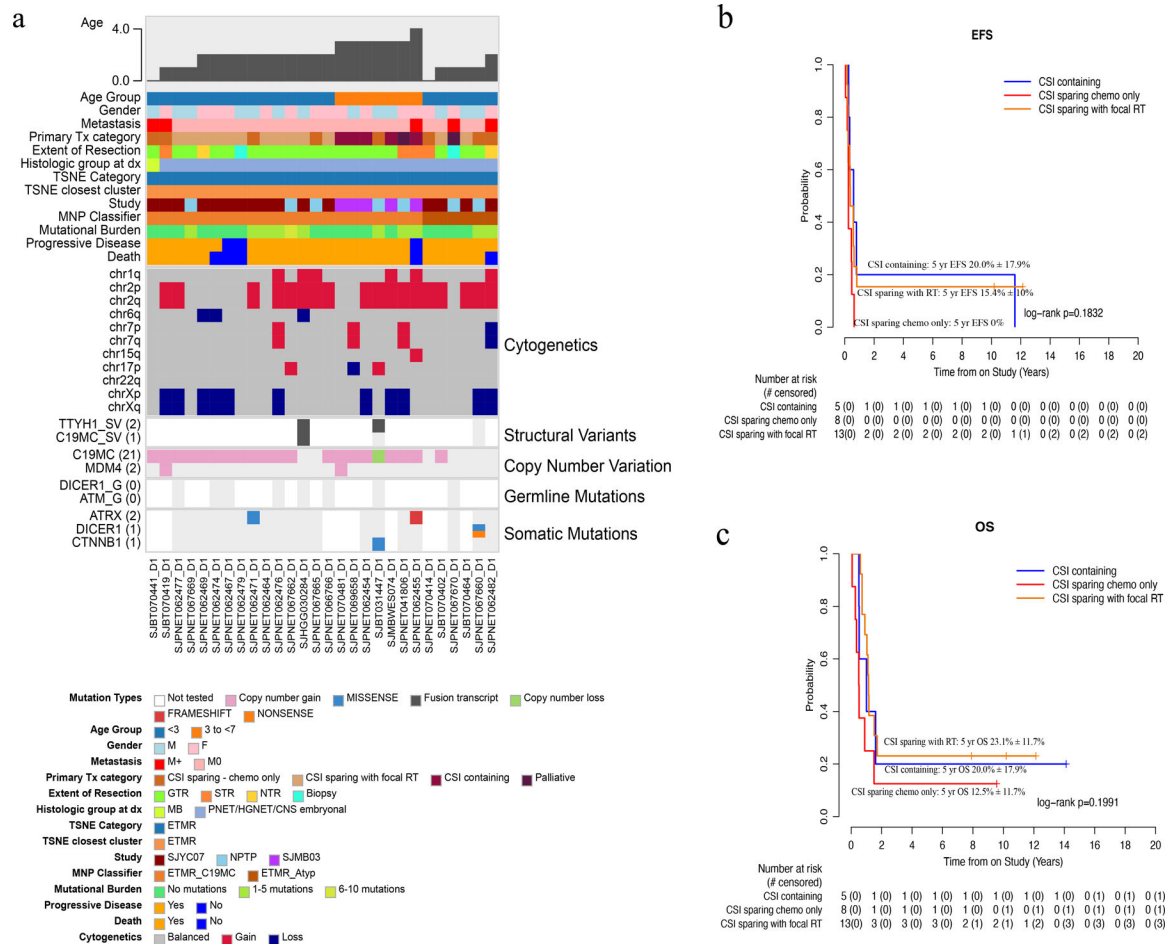 a
Age
4.0
0.0
Age Group
Gender
Metastasis
Primary Tx category
Extent of Resection
Histologic group at dx
TSNE Category
TSNE closest cluster
Study
MNP Classifier
Mutational Burden
Progressive Disease
Death
chr1q
chr2p
chr2q
chr6q
chr7p
chr7q
chr15q
chr17p
chr22q
chrXp
chrXq
Cytogenetics
TTYH1_SV (2)
C19MC_SV (1)
Structural Variants
C19MC (21)
MDM4 (2)
Copy Number Variation
DICER1_G (0)
ATM_G (0)
Germline Mutations
ATRX (2)
DICER1 (1)
CTNNB1 (1)
Somatic Mutations
SJBT070441_D1
SJBT070419_D1
SJPNET062477_D1
SJPNET067669_D1
SJPNET062469_D1
SJPNET062474_D1
SJPNET062467_D1
SJPNET062479_D1
SJPNET062471_D1
SJPNET062464_D1
SJPNET062476_D1
SJPNET067662_D1
SJHGG030284_D1
SJPNET067665_D1
SJPNET067666_D1
SJBT070481_D1
SJPNET069658_D1
SJPNET062454_D1
SJBT031447_D1
SJMBWES074_D1
SJPNET041806_D1
SJPNET062455_D1
SJPNET070414_D1
SJBT070402_D1
SJPNET067670_D1
SJBT070464_D1
SJPNET067660_D1
SJPNET062482_D1
Mutation Types Not tested Copy number gain MISSENSE Fusion transcript Copy number loss
FRAMESHIFT NONSENSE
Age Group <3 3 to <7
Gender M F
Metastasis M+ M0
Primary Tx category CSI sparing - chemo only CSI sparing with focal RT CSI containing Palliative
Extent of Resection GTR STR NTR Biopsy
Histologic group at dx MB PNET/HGNET/CNS embryonal
TSNE Category ETMR
TSNE closest cluster ETMR
Study SJYC07 NPTP SJMB03
MNP Classifier ETMR_C19MC ETMR_Atyp
Mutational Burden No mutations 1-5 mutations 6-10 mutations
Progressive Disease Yes No
Death Yes No
Cytogenetics Balanced Gain Loss
b
EFS
CSI containing
CSI sparing chemo only
CSI sparing with focal RT
Probability
1.0
0.8
0.6
0.4
0.2
0.0
CSI containing: 5 yr EFS 20.0% ± 17.9%
CSI sparing with RT: 5 yr EFS 15.4% ± 10%
log-rank p=0.1832
CSI sparing chemo only: 5 yr EFS 0%
0 2 4 6 8 10 12 14 16 18 20
Time from on Study (Years)
Number at risk
(# censored)
CSI containing 5 (0) 1 (0) 1 (0) 1 (0) 1 (0) 1 (0) 0 (0) 0 (0) 0 (0) 0 (0) 0 (0)
CSI sparing chemo only 8 (0) 0 (0) 0 (0) 0 (0) 0 (0) 0 (0) 0 (0) 0 (0) 0 (0) 0 (0) 0 (0)
CSI sparing with focal RT 13(0) 2 (0) 2 (0) 2 (0) 2 (0) 2 (0) 1 (1) 0 (2) 0 (2) 0 (2) 0 (2)
c
OS
CSI containing
CSI sparing chemo only
CSI sparing with focal RT
Probability
1.0
0.8
0.6
0.4
0.2
0.0
CSI sparing with RT: 5 yr OS 23.1% ± 11.7%
CSI containing: 5 yr OS 20.0% ± 17.9%
CSI sparing chemo only: 5 yr OS 12.5% ± 11.7%
log-rank p=0.1991
0 2 4 6 8 10 12 14 16 18 20
Time from on Study (Years)
Number at risk
(# censored)
CSI containing 5 (0) 1 (0) 1 (0) 1 (0) 1 (0) 1 (0) 1 (0) 1 (0) 0 (1) 0 (1) 0 (1)
CSI sparing chemo only 8 (0) 1 (0) 1 (0) 1 (0) 1 (0) 0 (1) 0 (1) 0 (1) 0 (1) 0 (1) 0 (1)
CSI sparing with focal RT 13(0) 3 (0) 3 (0) 3 (0) 2 (1) 2 (1) 1 (2) 0 (3) 0 (3) 0 (3) 0 (3)